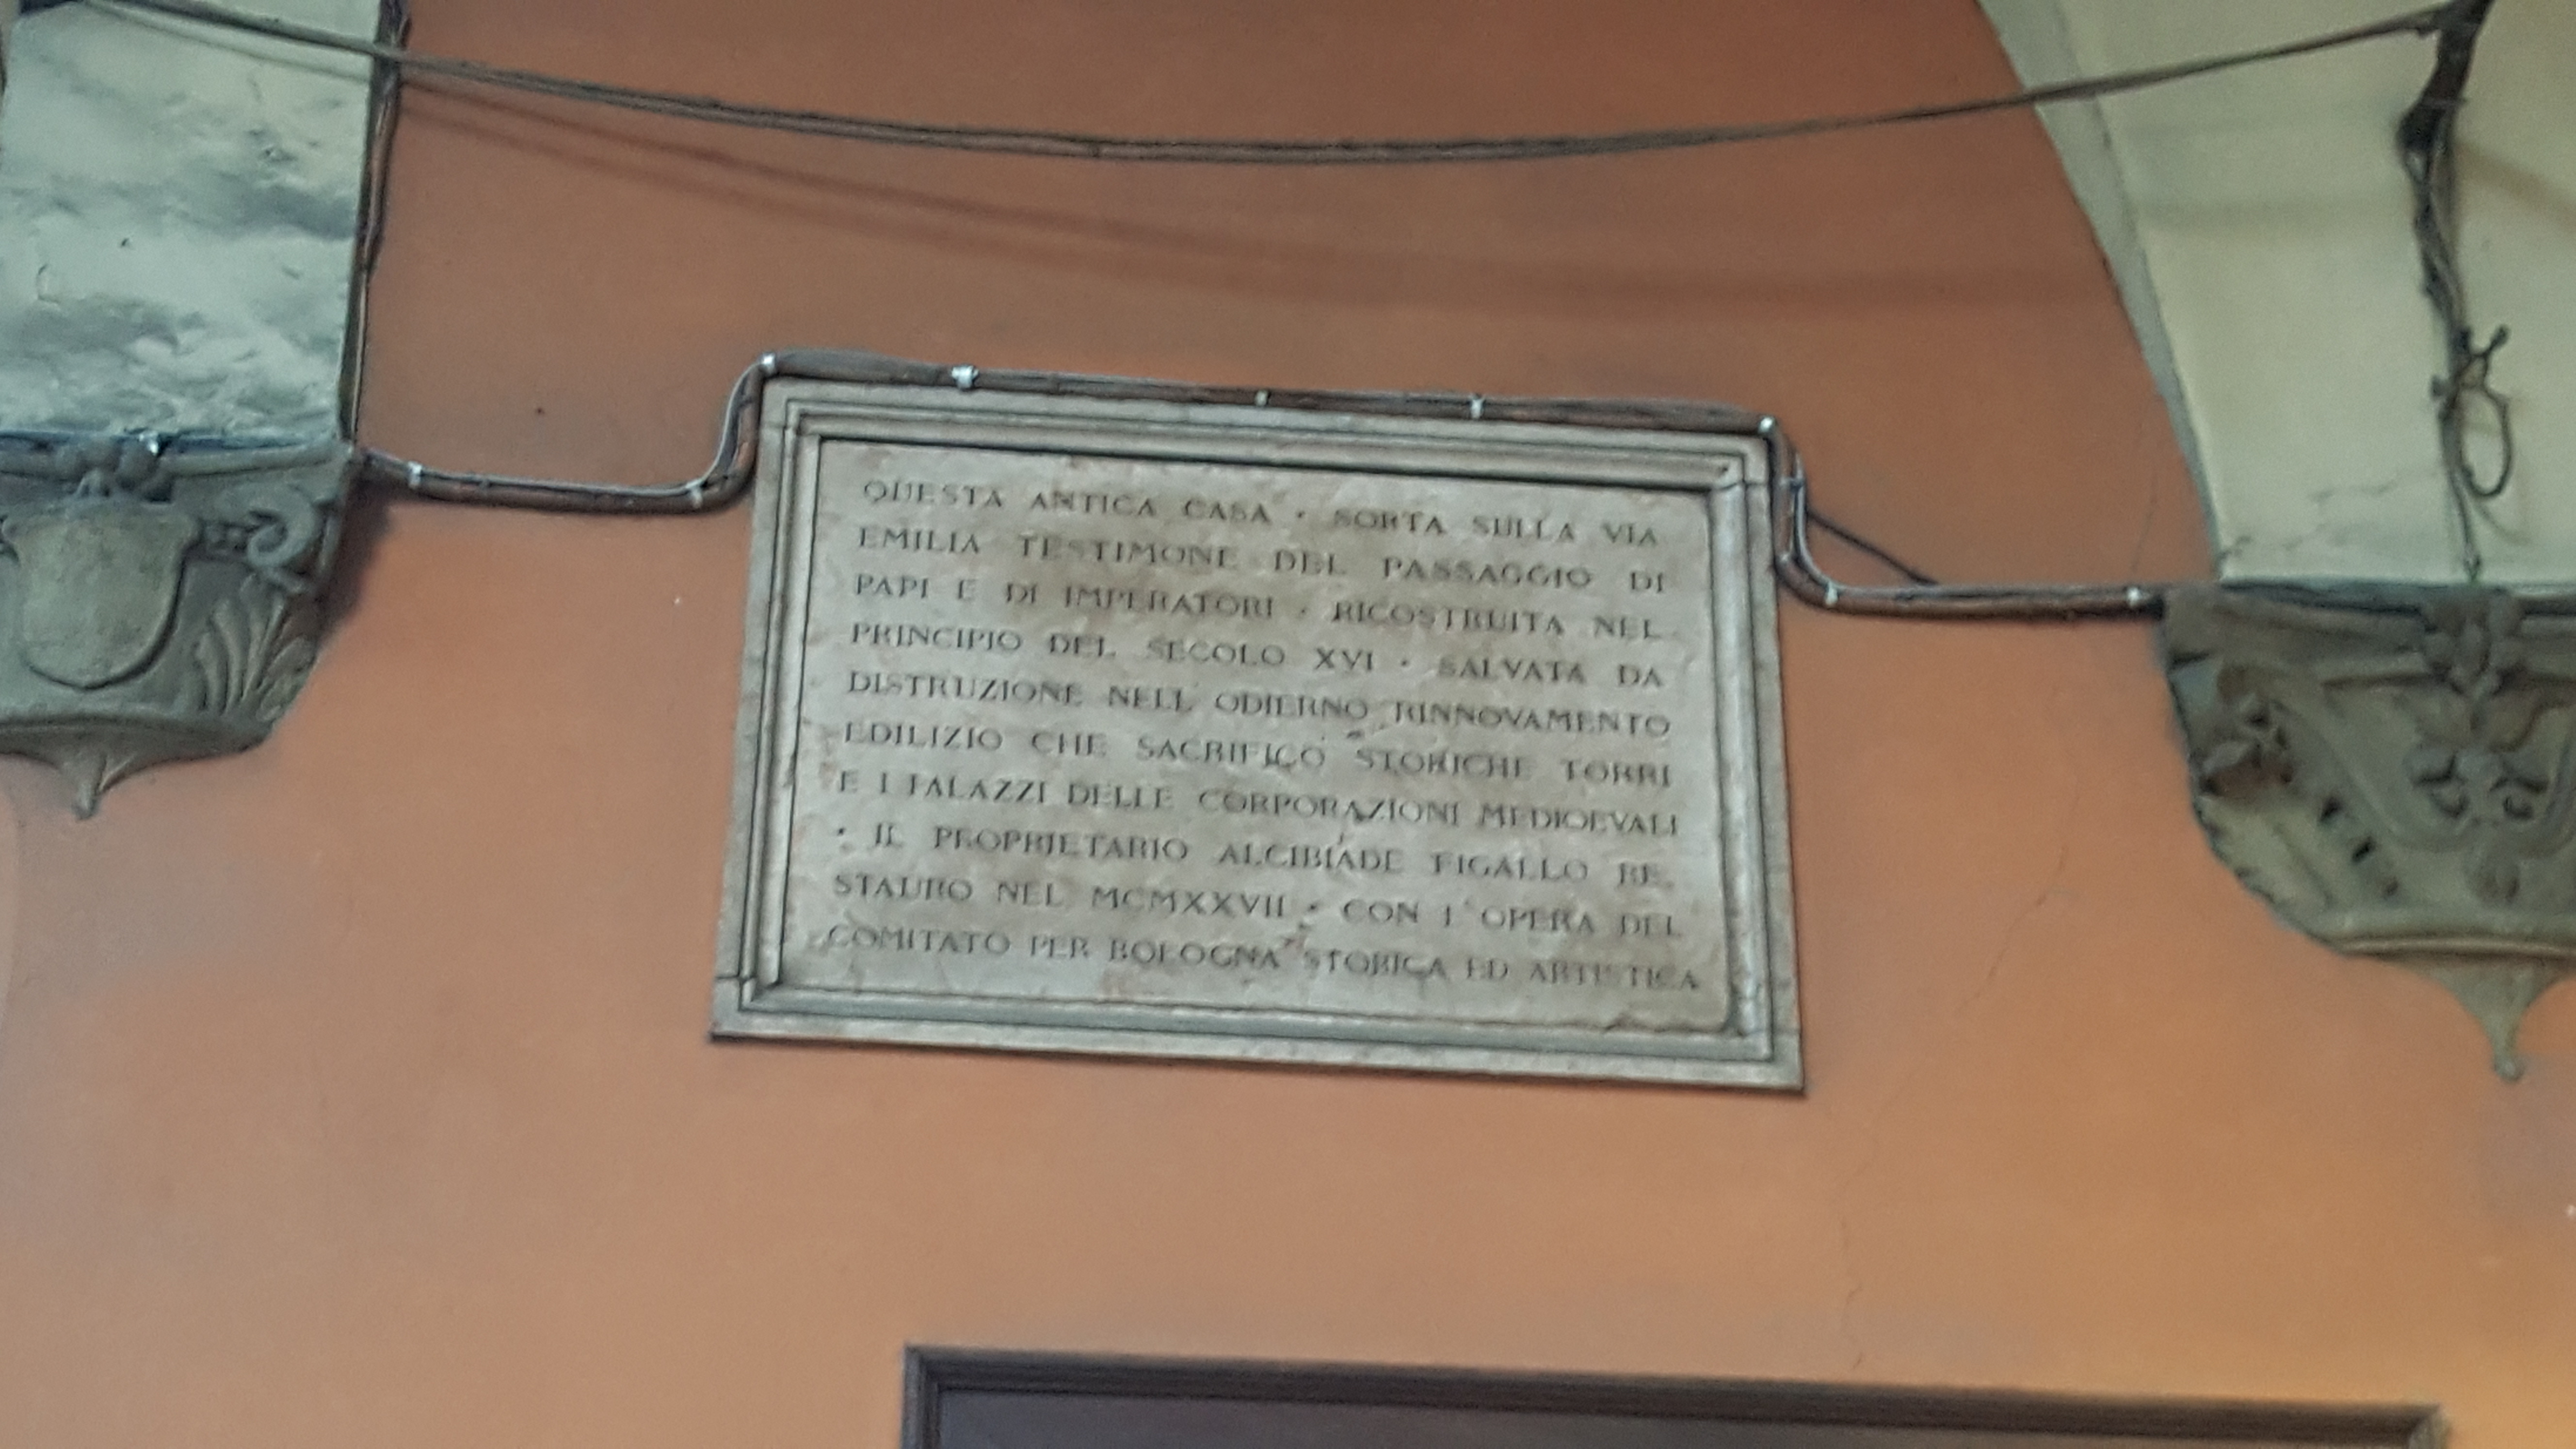 QUESTA ANTICA CASA · SORTA SULLA VIA
EMILIA TESTIMONE DEL PASSAGGIO DI
PAPI E DI IMPERATORI · RICOSTRUITA NEL
PRINCIPIO DEL SECOLO XVI · SALVATA DA
DISTRUZIONE NELL ODIERNO RINNOVAMENTO
EDILIZIO CHE SACRIFICO STORICHE TORRI
E I PALAZZI DELLE CORPORAZIONI MEDIOEVALI
· IL PROPRIETARIO ALCIBIADE FIGALLO RE
STAURO NEL MCMXXVII · CON L'OPERA DEL
COMITATO PER BOLOGNA STORICA ED ARTISTICA